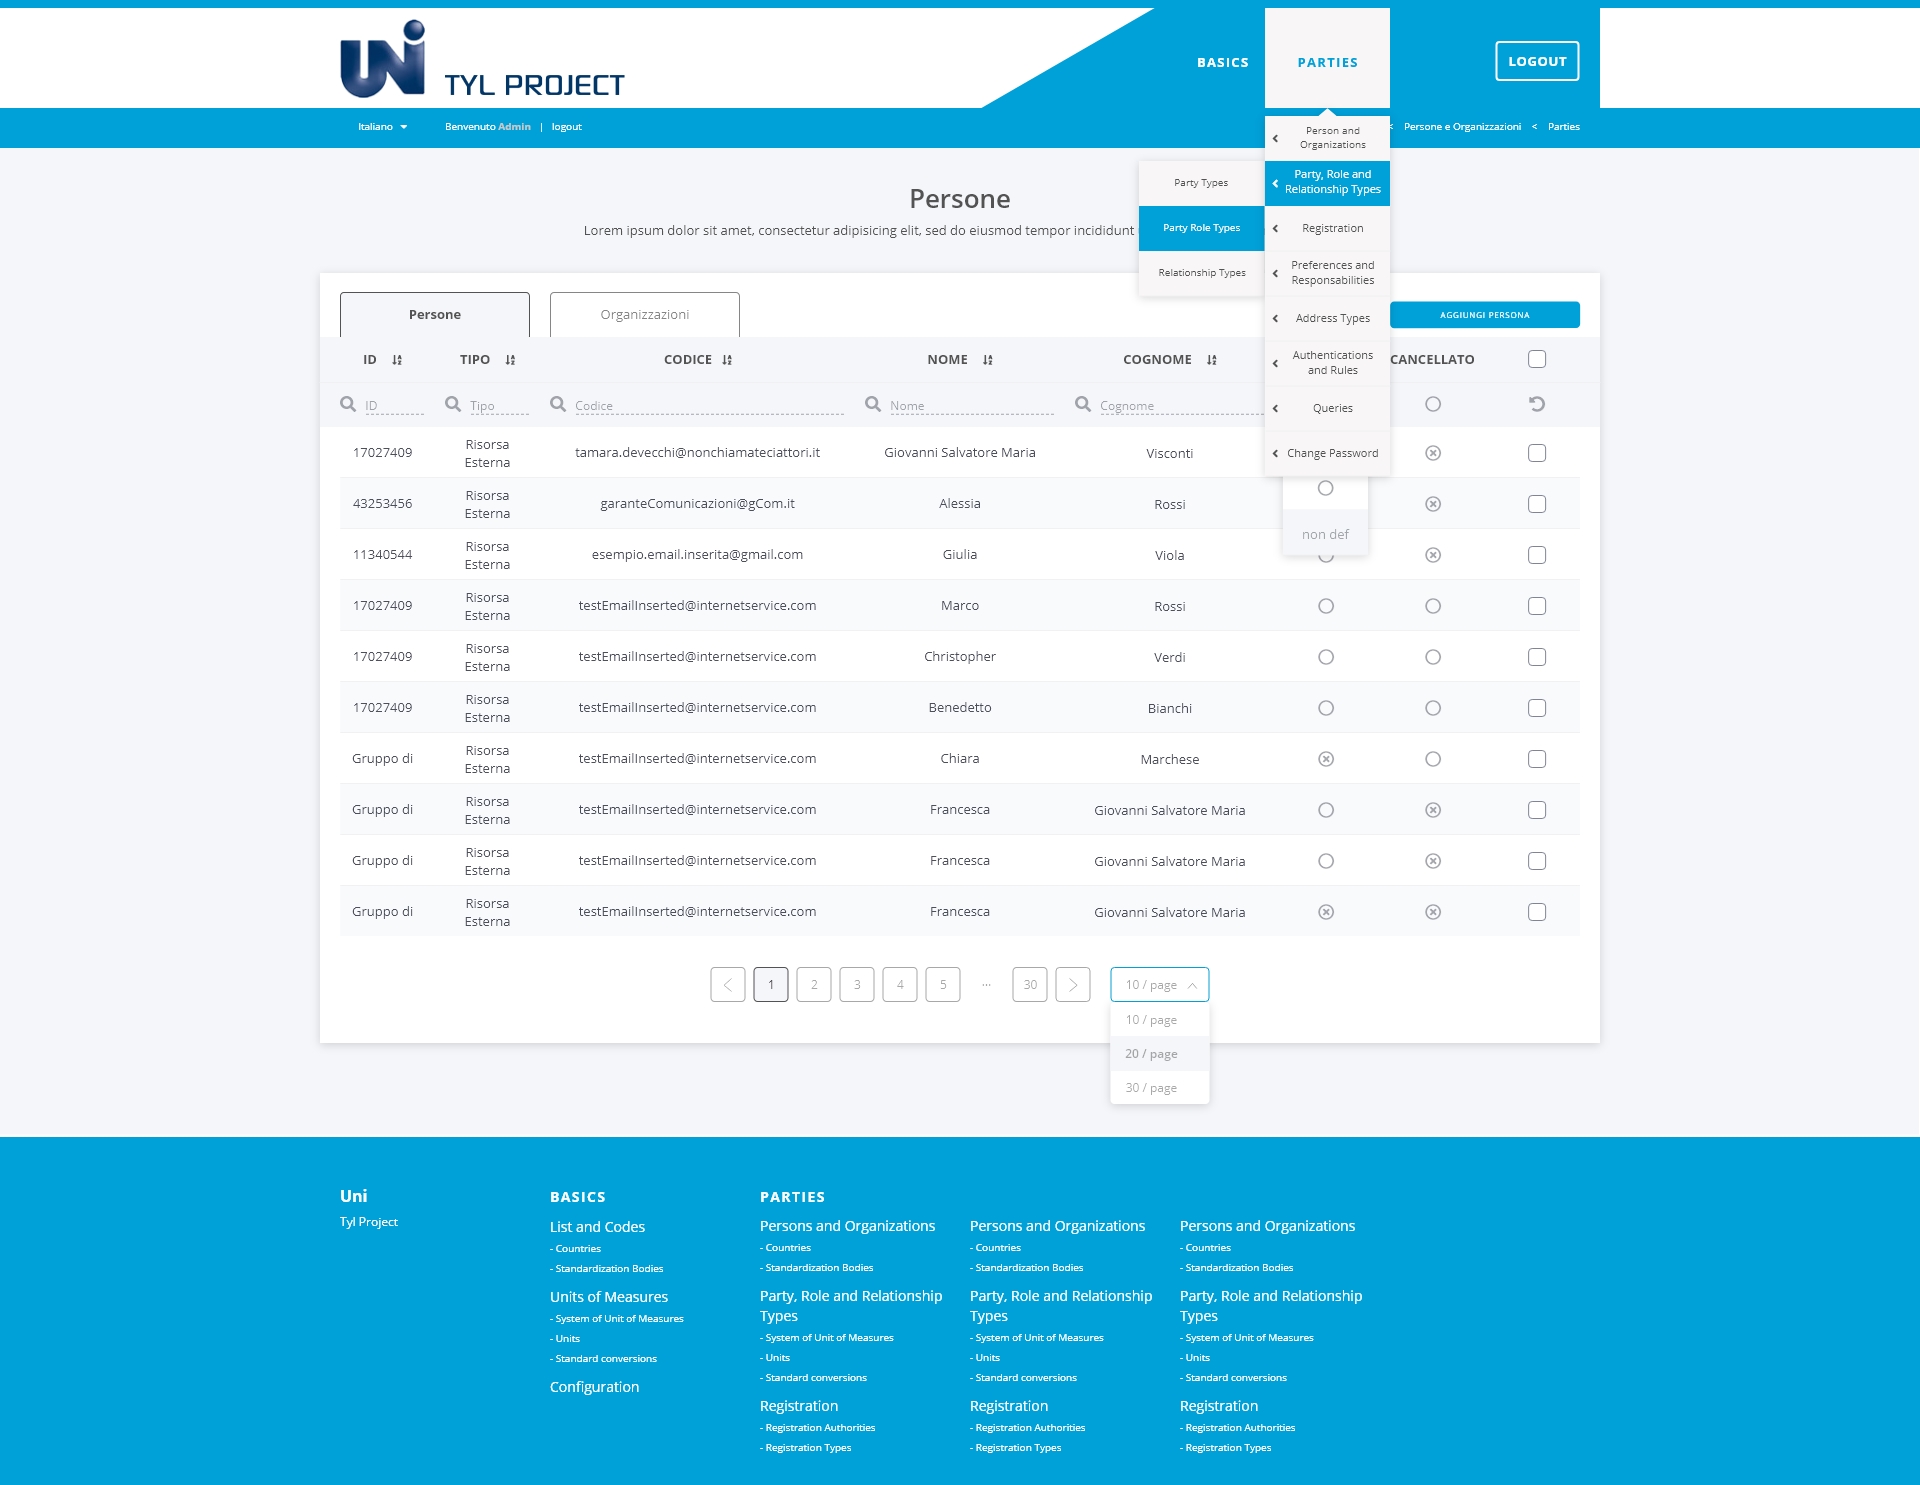 UNI TYL PROJECT
BASICS
PARTIES
LOGOUT
Italiano
Benvenuto Admin | logout
< Persone e Organizzazioni < Parties
Person and
Organizations
Party, Role and
Relationship Types
Registration
Preferences and
Responsabilities
Address Types
Authentications
and Rules
Queries
Change Password
Party Types
Party Role Types
Relationship Types
Persone
Lorem ipsum dolor sit amet, consectetur adipisicing elit, sed do eiusmod tempor incididunt
Persone
Organizzazioni
AGGIUNGI PERSONA
ID TIPO CODICE NOME COGNOME CANCELLATO
ID Tipo Codice Nome Cognome
17027409 Risorsa Esterna tamara.devecchi@nonchiamateciattori.it Giovanni Salvatore Maria Visconti
43253456 Risorsa Esterna garanteComunicazioni@gCom.it Alessia Rossi
non def
11340544 Risorsa Esterna esempio.email.inserita@gmail.com Giulia Viola
17027409 Risorsa Esterna testEmailInserted@internetservice.com Marco Rossi
17027409 Risorsa Esterna testEmailInserted@internetservice.com Christopher Verdi
17027409 Risorsa Esterna testEmailInserted@internetservice.com Benedetto Bianchi
Gruppo di Risorsa Esterna testEmailInserted@internetservice.com Chiara Marchese
Gruppo di Risorsa Esterna testEmailInserted@internetservice.com Francesca Giovanni Salvatore Maria
Gruppo di Risorsa Esterna testEmailInserted@internetservice.com Francesca Giovanni Salvatore Maria
Gruppo di Risorsa Esterna testEmailInserted@internetservice.com Francesca Giovanni Salvatore Maria
1 2 3 4 5 ... 30
10 / page
10 / page
20 / page
30 / page
Uni
Tyl Project
BASICS
List and Codes
- Countries
- Standardization Bodies
Units of Measures
- System of Unit of Measures
- Units
- Standard conversions
Configuration
PARTIES
Persons and Organizations
- Countries
- Standardization Bodies
Party, Role and Relationship
Types
- System of Unit of Measures
- Units
- Standard conversions
Registration
- Registration Authorities
- Registration Types
Persons and Organizations
- Countries
- Standardization Bodies
Party, Role and Relationship
Types
- System of Unit of Measures
- Units
- Standard conversions
Registration
- Registration Authorities
- Registration Types
Persons and Organizations
- Countries
- Standardization Bodies
Party, Role and Relationship
Types
- System of Unit of Measures
- Units
- Standard conversions
Registration
- Registration Authorities
- Registration Types